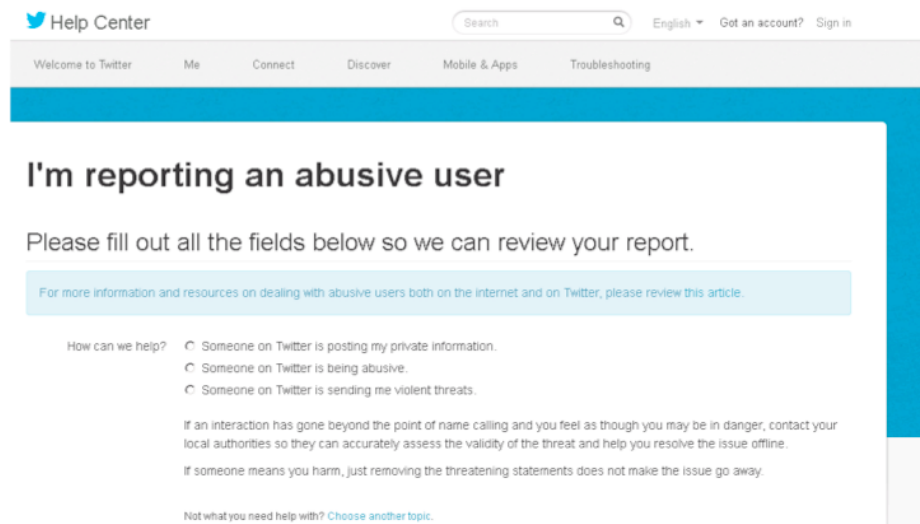 Help Center
Search
English
Got an account? Sign in
Welcome to Twitter Me Connect Discover Mobile & Apps Troubleshooting
I'm reporting an abusive user
Please fill out all the fields below so we can review your report.
For more information and resources on dealing with abusive users both on the internet and on Twitter, please review this article.
How can we help? Someone on Twitter is posting my private information.
Someone on Twitter is being abusive.
Someone on Twitter is sending me violent threats.
If an interaction has gone beyond the point of name calling and you feel as though you may be in danger, contact your
local authorities so they can accurately assess the validity of the threat and help you resolve the issue offline.
If someone means you harm, just removing the threatening statements does not make the issue go away.
Not what you need help with? Choose another topic.